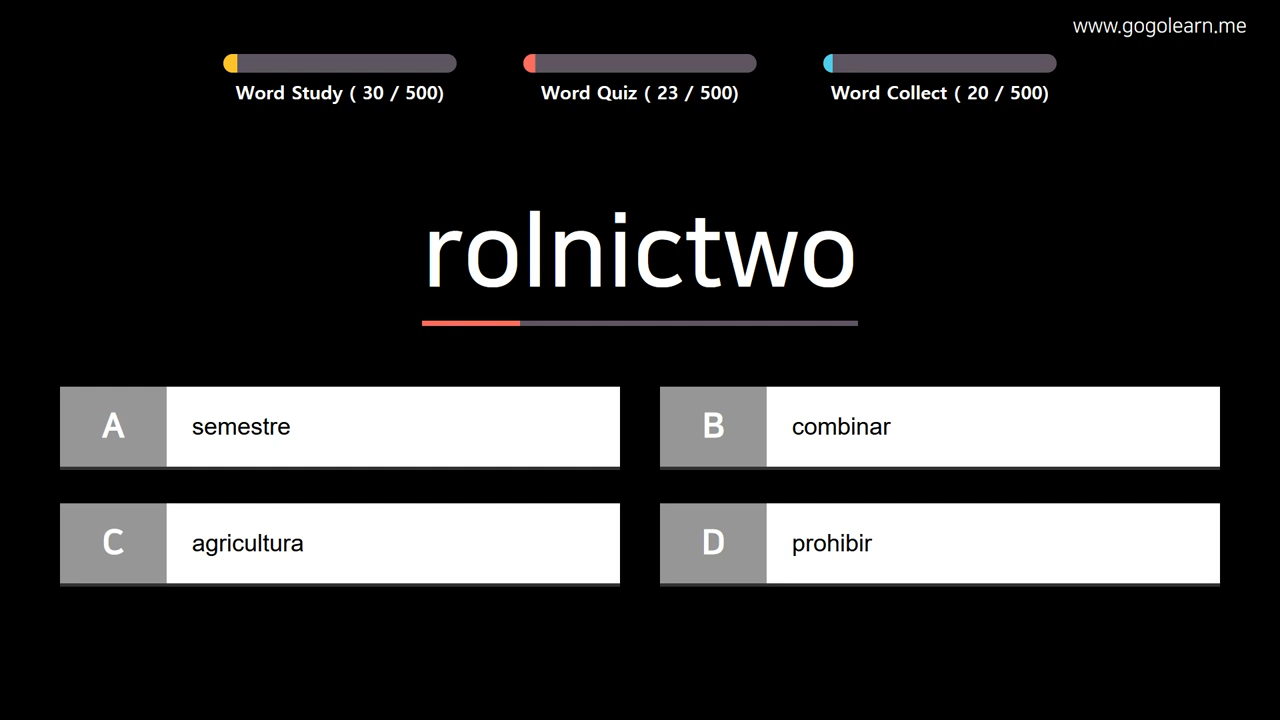 www.gogolearn.me
Word Study ( 30 / 500)
Word Quiz ( 23 / 500)
Word Collect ( 20 / 500)
rolnictwo
A semestre
B combinar
C agricultura
D prohibir